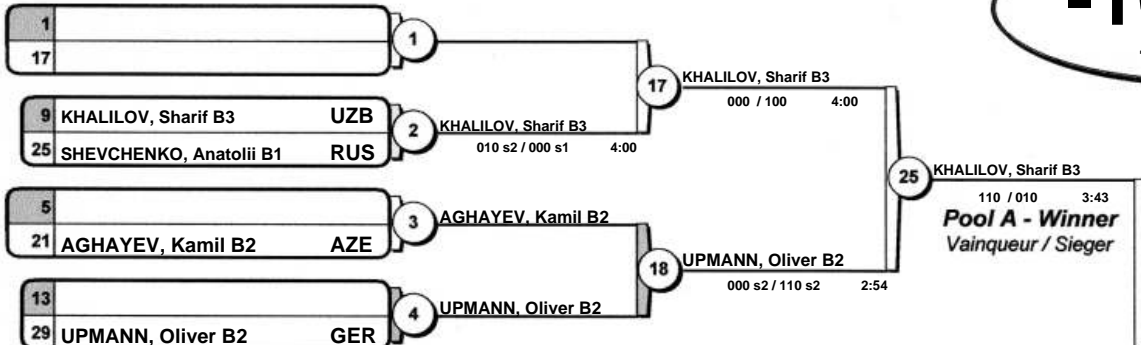 1
17
1
9 KHALILOV, Sharif B3 UZB
25 SHEVCHENKO, Anatolii B1 RUS
2
KHALILOV, Sharif B3
010 s2 / 000 s1 4:00
17
KHALILOV, Sharif B3
000 / 100 4:00
5
21 AGHAYEV, Kamil B2 AZE
3
AGHAYEV, Kamil B2
13
29 UPMANN, Oliver B2 GER
4
UPMANN, Oliver B2
18
UPMANN, Oliver B2
000 s2 / 110 s2 2:54
25
KHALILOV, Sharif B3
110 / 010 3:43
Pool A - Winner
Vainqueur / Sieger